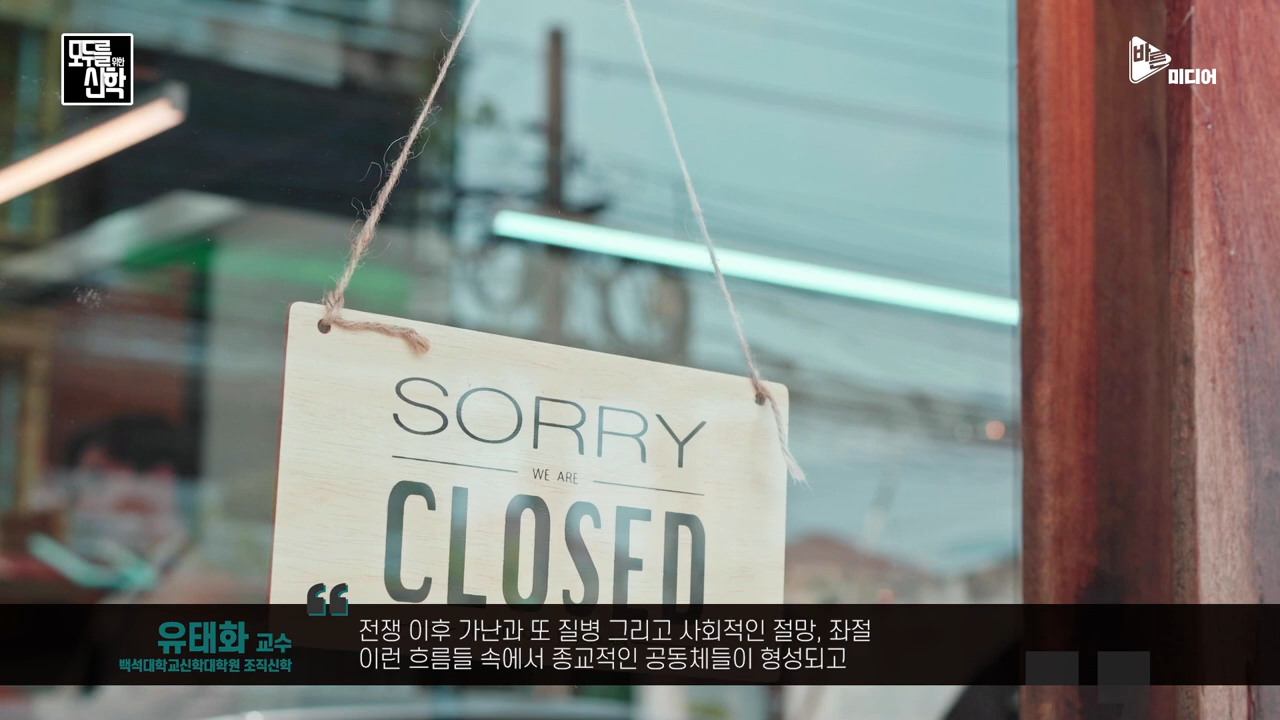 모두를
위한
신학
바른
미디어
SORRY
WE ARE
CLOSED
유태화 교수
백석대학교신학대학원 조직신학
전쟁 이후 가난과 또 질병 그리고 사회적인 절망, 좌절
이런 흐름들 속에서 종교적인 공동체들이 형성되고